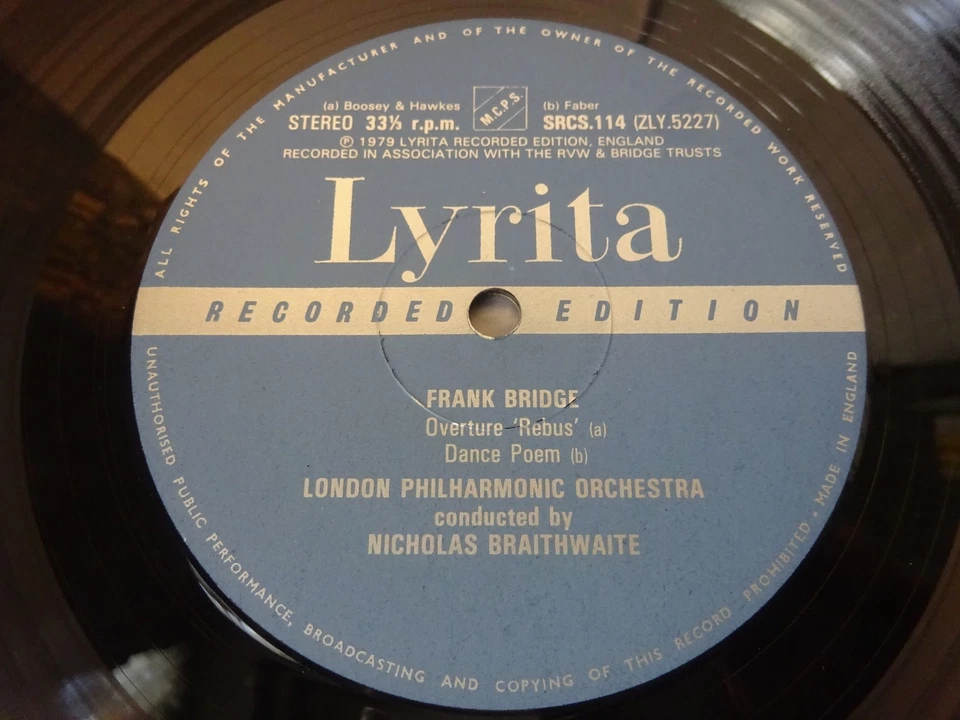 ALL RIGHTS OF THE MANUFACTURER AND OF THE OWNER OF THE RECORDED WORK RESERVED
(a) Boosey & Hawkes
M.C.P.S.
(b) Faber
STEREO 33⅓ r.p.m.
SRCS.114 (ZLY.5227)
Ⓟ 1979 LYRITA RECORDED EDITION, ENGLAND
RECORDED IN ASSOCIATION WITH THE RVW & BRIDGE TRUSTS
Lyrita
RECORDED EDITION
FRANK BRIDGE
Overture 'Rebus' (a)
Dance Poem (b)
LONDON PHILHARMONIC ORCHESTRA
conducted by
NICHOLAS BRAITHWAITE
UNAUTHORISED PUBLIC PERFORMANCE, BROADCASTING AND COPYING OF THIS RECORD PROHIBITED • MADE IN ENGLAND